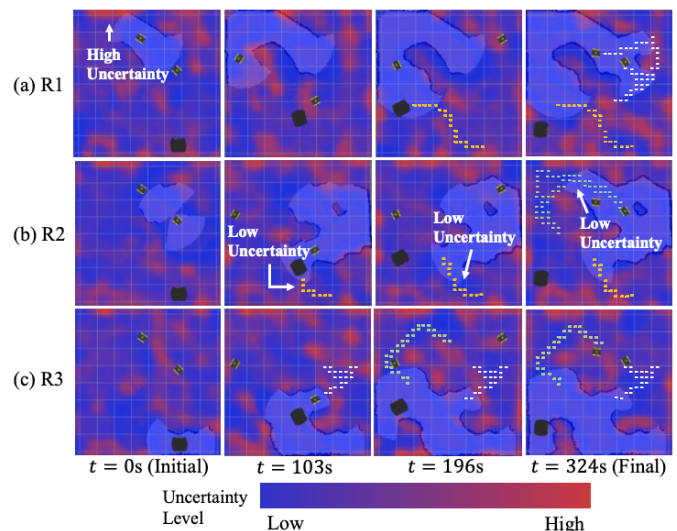 High
Uncertainty
(a) R1
(b) R2
Low
Uncertainty
Low
Uncertainty
Low
Uncertainty
(c) R3
t = 0s (Initial)
t = 103s
t = 196s
t = 324s (Final)
Uncertainty
Level
Low
High